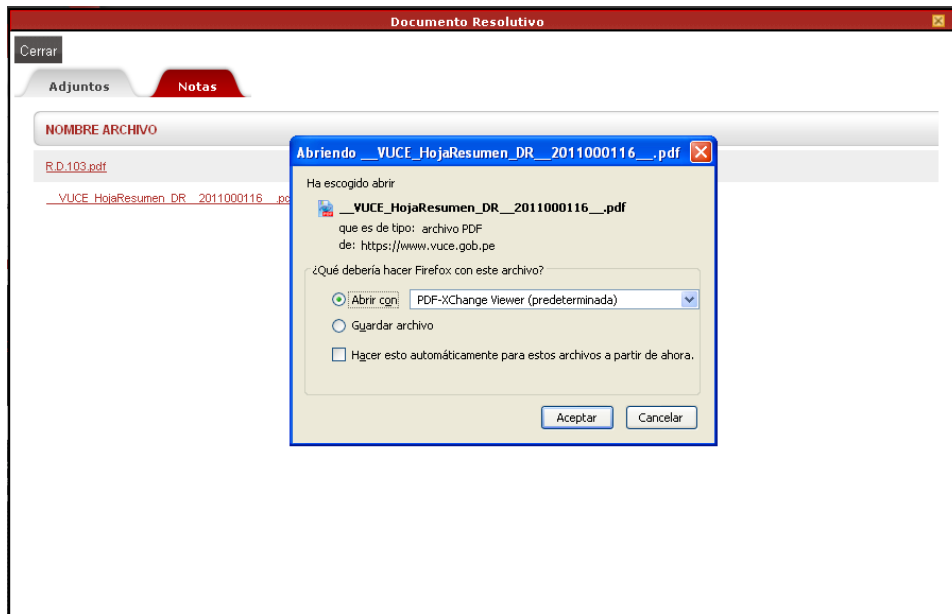 Documento Resolutivo
Cerrar
Adjuntos
Notas
NOMBRE ARCHIVO
R.D.103.pdf
__VUCE_HojaResumen_DR__2011000116__
Abriendo __VUCE_HojaResumen_DR__2011000116__.pdf
Ha escogido abrir
__VUCE_HojaResumen_DR__2011000116__.pdf
que es de tipo: archivo PDF
de: https://www.vuce.gob.pe
¿Qué debería hacer Firefox con este archivo?
Abrir con
PDF-XChange Viewer (predeterminada)
Guardar archivo
Hacer esto automáticamente para estos archivos a partir de ahora.
Aceptar
Cancelar